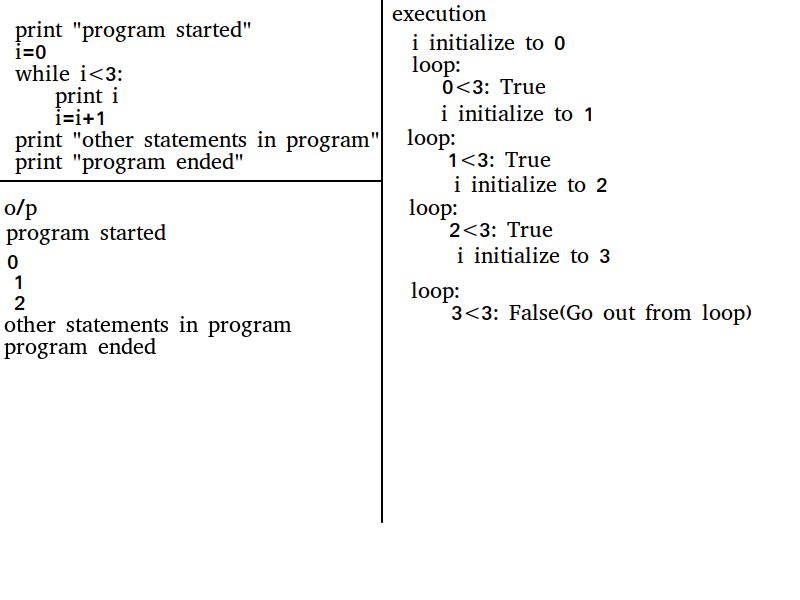 print "program started"
i=0
while i<3:
print i
i=i+1
print "other statements in program"
print "program ended"
o/p
program started
0
1
2
other statements in program
program ended
execution
i initialize to 0
loop:
0<3: True
i initialize to 1
loop:
1<3: True
i initialize to 2
loop:
2<3: True
i initialize to 3
loop:
3<3: False(Go out from loop)